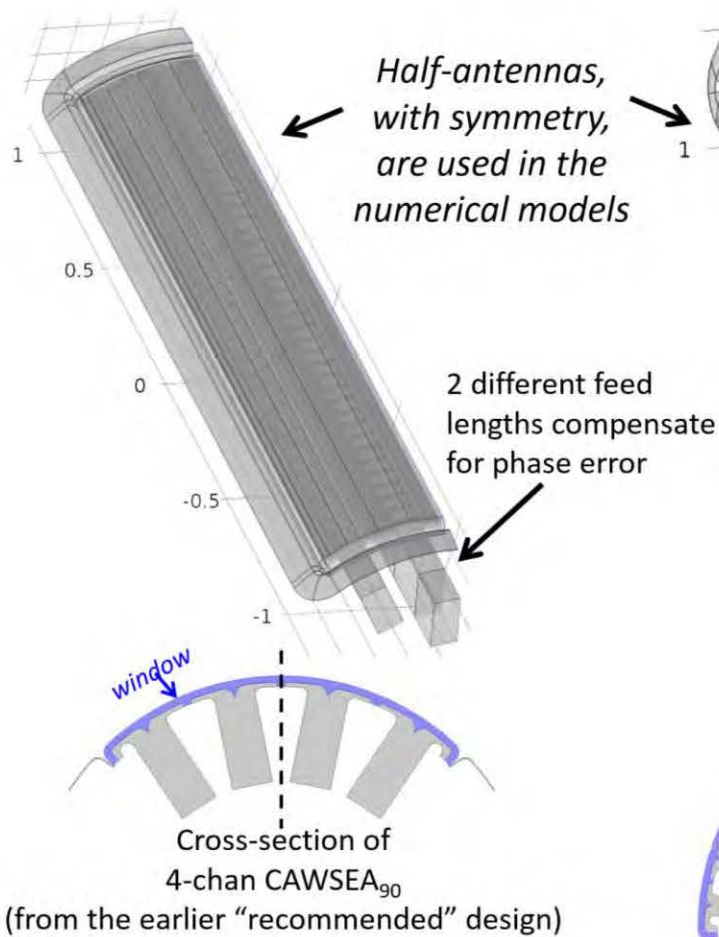 Half-antennas,
with symmetry,
are used in the
numerical models
1
1
0.5
0
2 different feed
lengths compensate
for phase error
-0.5
-1
window
Cross-section of
4-chan CAWSEA₉₀
(from the earlier “recommended” design)